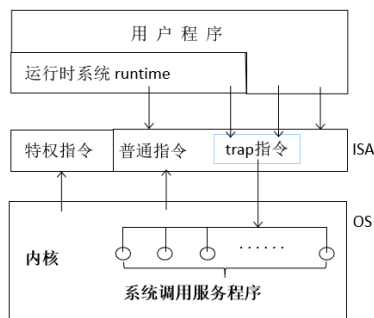 用 户 程 序
运行时系统 runtime
特权指令 普通指令 trap指令 ISA
OS
内核
······
系统调用服务程序